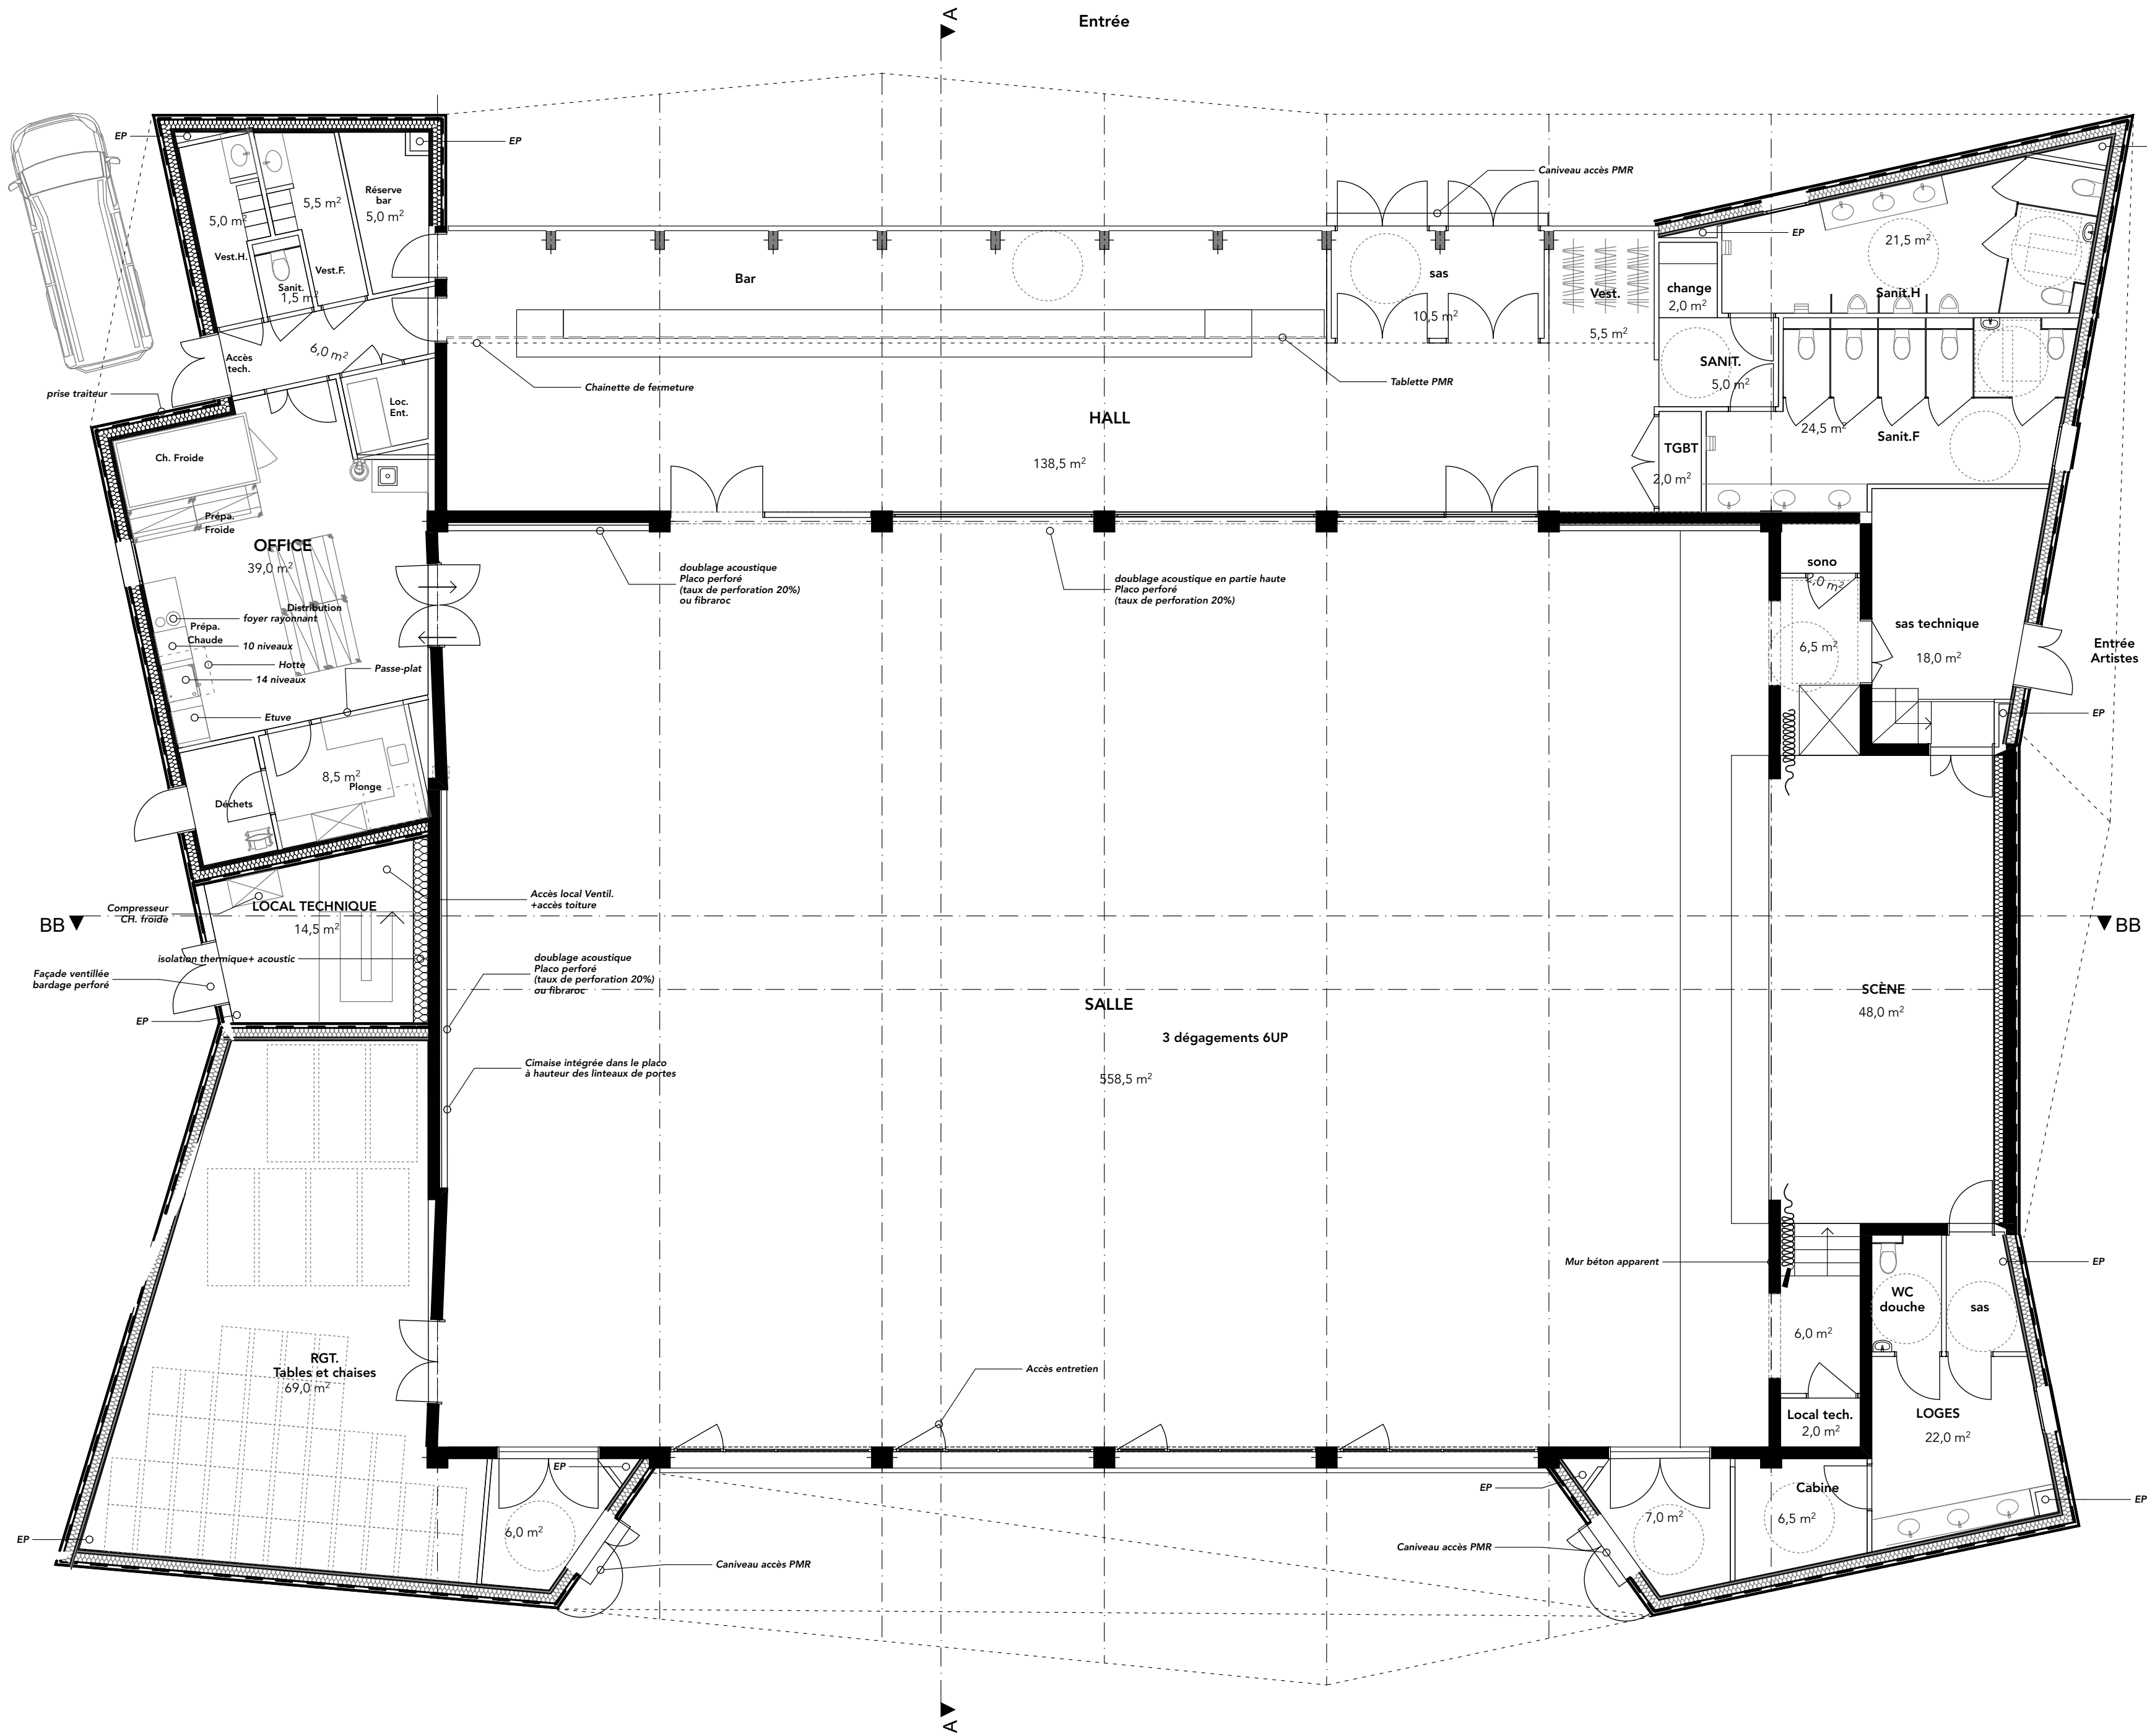 A
Entrée
EP
EP
Caniveau accès PMR
Réserve
bar
5,0 m²
5,5 m²
5,0 m²
Vest.H.
Vest.F.
Sanit.
1,5 m²
Bar
sas
10,5 m²
Vest.
5,5 m²
change
2,0 m²
EP
21,5 m²
Sanit.H
SANIT.
5,0 m²
24,5 m²
Sanit.F
TGBT
2,0 m²
6,0 m²
Accès
tech.
prise traiteur
Chainette de fermeture
Tablette PMR
Loc.
Ent.
HALL
138,5 m²
Ch. Froide
Prépa.
Froide
OFFICE
39,0 m²
Distribution
foyer rayonnant
Prépa.
Chaude
10 niveaux
Hotte
14 niveaux
Passe-plat
Etuve
doublage acoustique
Placo perforé
(taux de perforation 20%)
ou fibraroc
doublage acoustique en partie haute
Placo perforé
(taux de perforation 20%)
sono
2,0 m²
6,5 m²
sas technique
18,0 m²
Entrée
Artistes
EP
8,5 m²
Plonge
Déchets
Accès local Ventil.
+accès toiture
Compresseur
CH. froide
LOCAL TECHNIQUE
14,5 m²
BB
BB
isolation thermique+ acoustic
Façade ventillée
bardage perforé
EP
doublage acoustique
Placo perforé
(taux de perforation 20%)
ou fibraroc
SALLE
3 dégagements 6UP
558,5 m²
SCÈNE
48,0 m²
Cimaise intégrée dans le placo
à hauteur des linteaux de portes
Mur béton apparent
EP
WC
douche
sas
6,0 m²
RGT.
Tables et chaises
69,0 m²
Accès entretien
Local tech.
2,0 m²
LOGES
22,0 m²
EP
EP
Cabine
6,5 m²
7,0 m²
EP
EP
6,0 m²
Caniveau accès PMR
Caniveau accès PMR
A